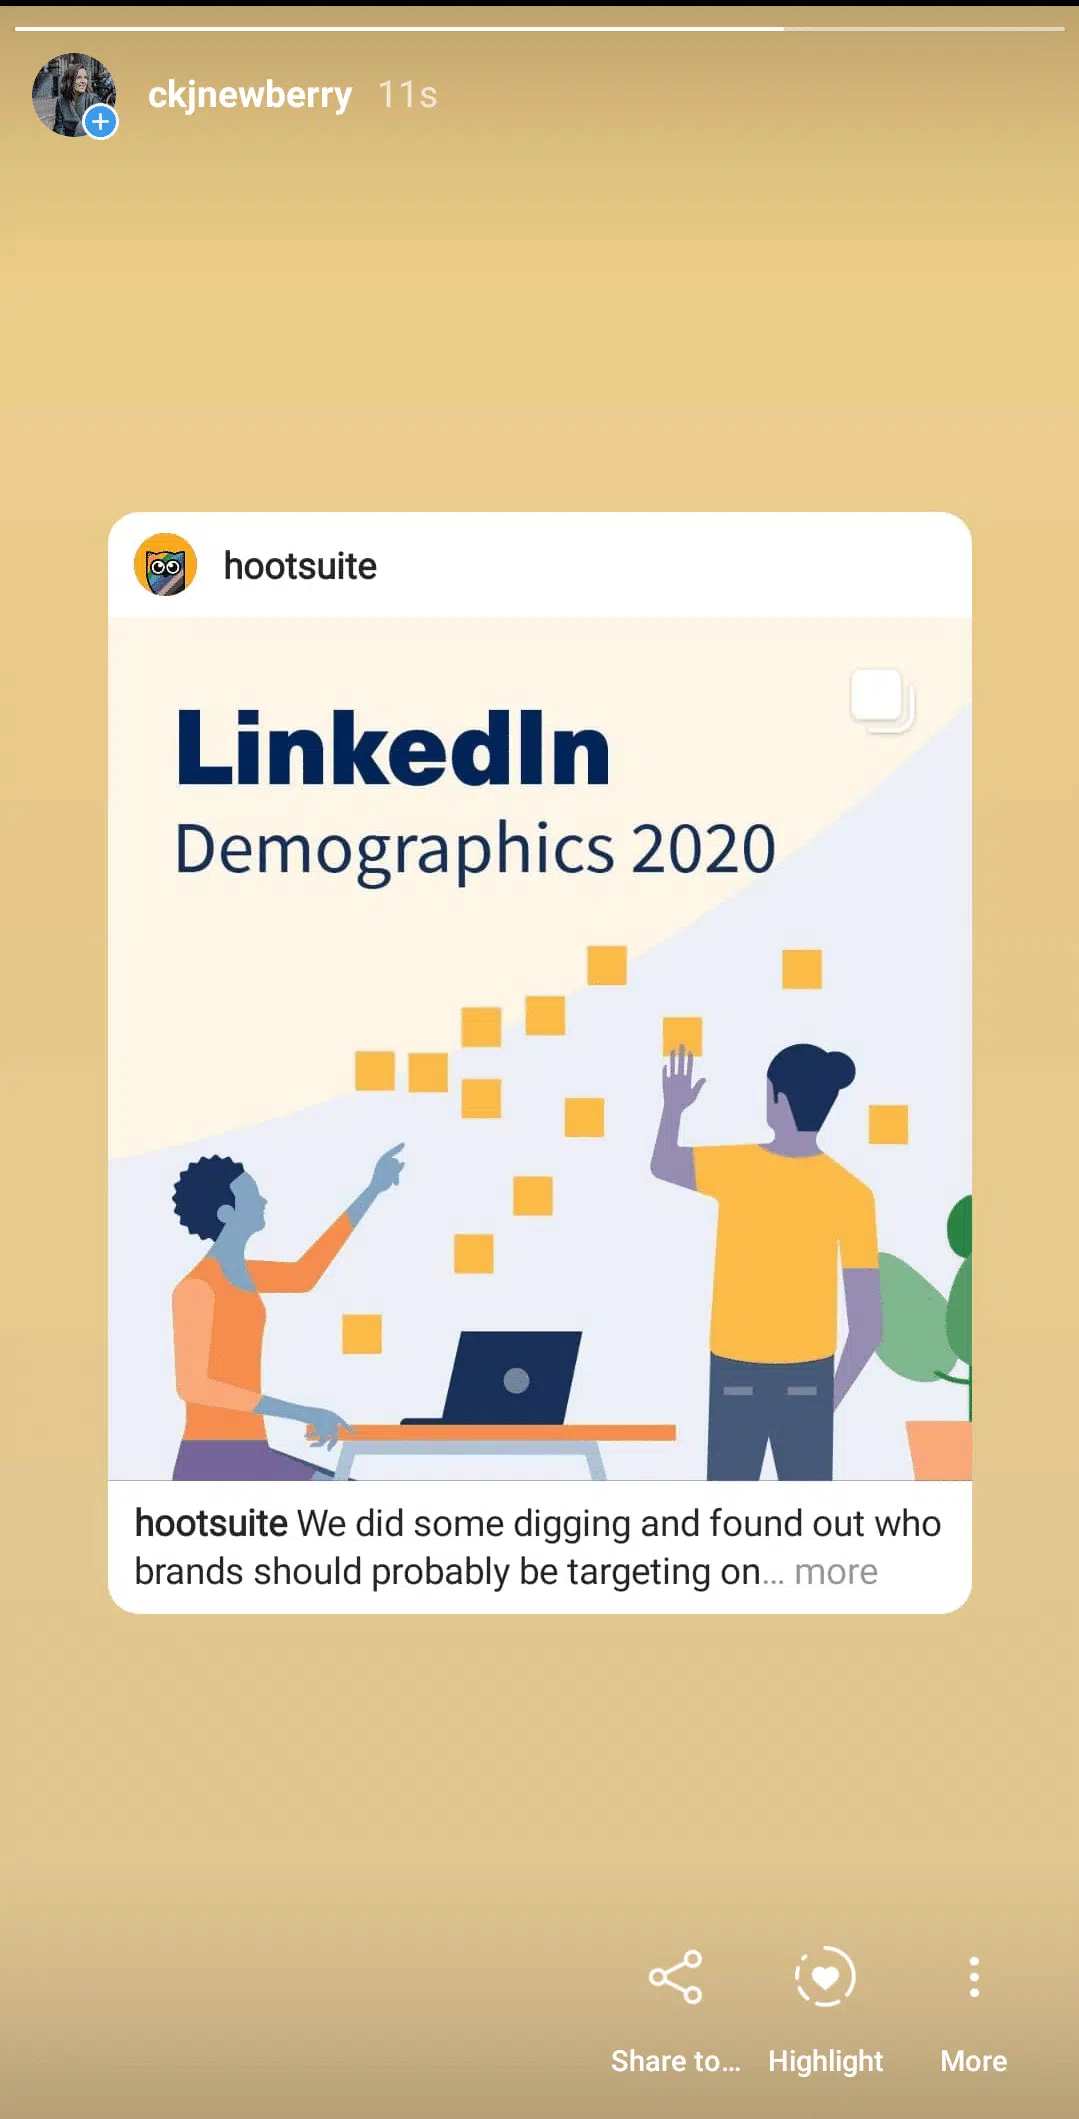 ckjnewberry 11s
hootsuite
LinkedIn
Demographics 2020
hootsuite We did some digging and found out who
brands should probably be targeting on... more
Share to... Highlight More